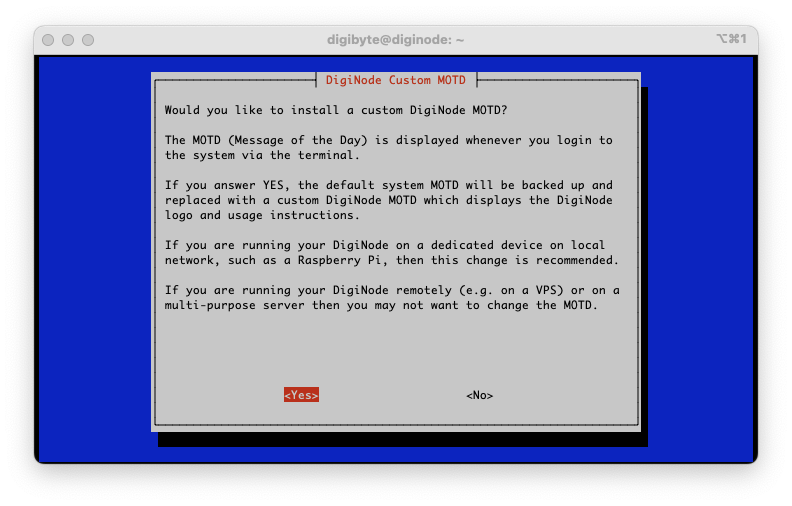 digibyte@diginode: ~
⌥⌘1
DigiNode Custom MOTD
Would you like to install a custom DigiNode MOTD?
The MOTD (Message of the Day) is displayed whenever you login to
the system via the terminal.
If you answer YES, the default system MOTD will be backed up and
replaced with a custom DigiNode MOTD which displays the DigiNode
logo and usage instructions.
If you are running your DigiNode on a dedicated device on local
network, such as a Raspberry Pi, then this change is recommended.
If you are running your DigiNode remotely (e.g. on a VPS) or on a
multi-purpose server then you may not want to change the MOTD.
<Yes> <No>